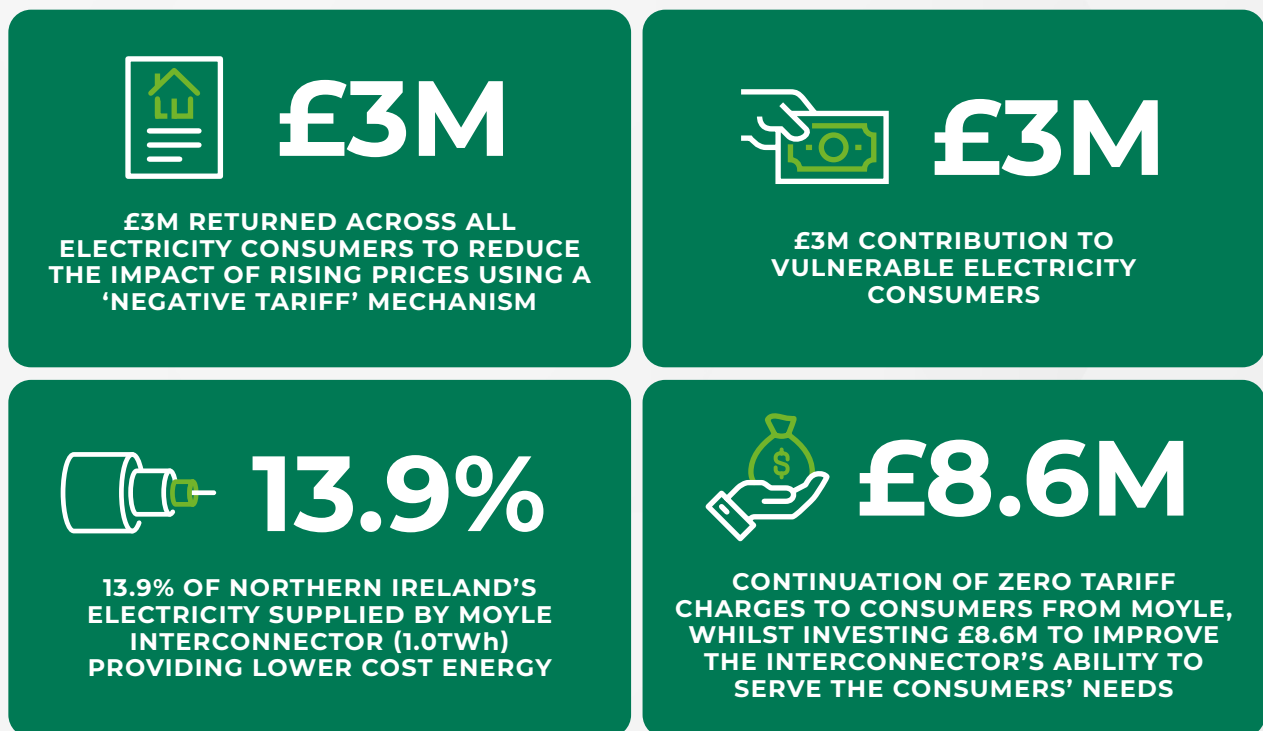 £3M
£3M RETURNED ACROSS ALL
ELECTRICITY CONSUMERS TO REDUCE
THE IMPACT OF RISING PRICES USING A
‘NEGATIVE TARIFF’ MECHANISM
£3M
£3M CONTRIBUTION TO
VULNERABLE ELECTRICITY
CONSUMERS
13.9%
13.9% OF NORTHERN IRELAND’S
ELECTRICITY SUPPLIED BY MOYLE
INTERCONNECTOR (1.0TWh)
PROVIDING LOWER COST ENERGY
$
£8.6M
CONTINUATION OF ZERO TARIFF
CHARGES TO CONSUMERS FROM MOYLE,
WHILST INVESTING £8.6M TO IMPROVE
THE INTERCONNECTOR’S ABILITY TO
SERVE THE CONSUMERS’ NEEDS